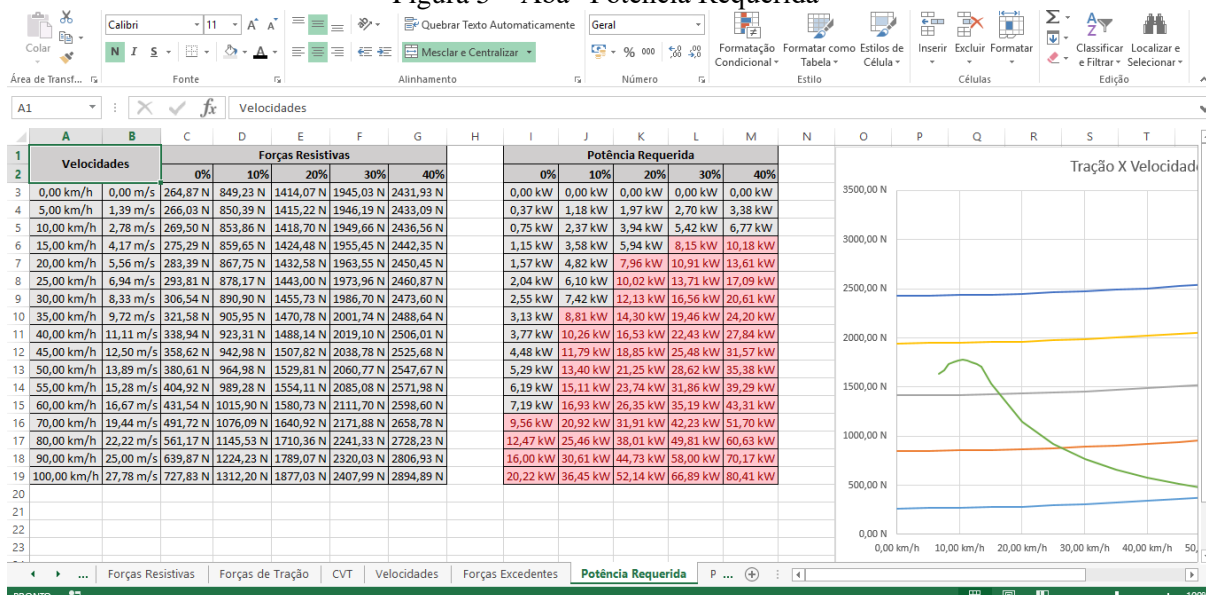 Figura 3 – Aba "Potência Requerida"
Calibri 11 A A Quebrar Texto Automaticamente Geral
Colar N I S A Mesclar e Centralizar % 000 Formatação Condicional Formatar como Tabela Estilos de Célula Inserir Excluir Formatar Classificar e Filtrar Localizar e Selecionar
Área de Transf... Fonte Alinhamento Número Estilo Células Edição
A1 fx Velocidades
A B C D E F G H I J K L M N O P Q R S T
1 Velocidades Forças Resistivas Potência Requerida
2 0% 10% 20% 30% 40% 0% 10% 20% 30% 40%
3 0,00 km/h 0,00 m/s 264,87 N 849,23 N 1414,07 N 1945,03 N 2431,93 N 0,00 kW 0,00 kW 0,00 kW 0,00 kW 0,00 kW
4 5,00 km/h 1,39 m/s 266,03 N 850,39 N 1415,22 N 1946,19 N 2433,09 N 0,37 kW 1,18 kW 1,97 kW 2,70 kW 3,38 kW
5 10,00 km/h 2,78 m/s 269,50 N 853,86 N 1418,70 N 1949,66 N 2436,56 N 0,75 kW 2,37 kW 3,94 kW 5,42 kW 6,77 kW
6 15,00 km/h 4,17 m/s 275,29 N 859,65 N 1424,48 N 1955,45 N 2442,35 N 1,15 kW 3,58 kW 5,94 kW 8,15 kW 10,18 kW
7 20,00 km/h 5,56 m/s 283,39 N 867,75 N 1432,58 N 1963,55 N 2450,45 N 1,57 kW 4,82 kW 7,96 kW 10,91 kW 13,61 kW
8 25,00 km/h 6,94 m/s 293,81 N 878,17 N 1443,00 N 1973,96 N 2460,87 N 2,04 kW 6,10 kW 10,02 kW 13,71 kW 17,09 kW
9 30,00 km/h 8,33 m/s 306,54 N 890,90 N 1455,73 N 1986,70 N 2473,60 N 2,55 kW 7,42 kW 12,13 kW 16,56 kW 20,61 kW
10 35,00 km/h 9,72 m/s 321,58 N 905,95 N 1470,78 N 2001,74 N 2488,64 N 3,13 kW 8,81 kW 14,30 kW 19,46 kW 24,20 kW
11 40,00 km/h 11,11 m/s 338,94 N 923,31 N 1488,14 N 2019,10 N 2506,01 N 3,77 kW 10,26 kW 16,53 kW 22,43 kW 27,84 kW
12 45,00 km/h 12,50 m/s 358,62 N 942,98 N 1507,82 N 2038,78 N 2525,68 N 4,48 kW 11,79 kW 18,85 kW 25,48 kW 31,57 kW
13 50,00 km/h 13,89 m/s 380,61 N 964,98 N 1529,81 N 2060,77 N 2547,67 N 5,29 kW 13,40 kW 21,25 kW 28,62 kW 35,38 kW
14 55,00 km/h 15,28 m/s 404,92 N 989,28 N 1554,11 N 2085,08 N 2571,98 N 6,19 kW 15,11 kW 23,74 kW 31,86 kW 39,29 kW
15 60,00 km/h 16,67 m/s 431,54 N 1015,90 N 1580,73 N 2111,70 N 2598,60 N 7,19 kW 16,93 kW 26,35 kW 35,19 kW 43,31 kW
16 70,00 km/h 19,44 m/s 491,72 N 1076,09 N 1640,92 N 2171,88 N 2658,78 N 9,56 kW 20,92 kW 31,91 kW 42,23 kW 51,70 kW
17 80,00 km/h 22,22 m/s 561,17 N 1145,53 N 1710,36 N 2241,33 N 2728,23 N 12,47 kW 25,46 kW 38,01 kW 49,81 kW 60,63 kW
18 90,00 km/h 25,00 m/s 639,87 N 1224,23 N 1789,07 N 2320,03 N 2806,93 N 16,00 kW 30,61 kW 44,73 kW 58,00 kW 70,17 kW
19 100,00 km/h 27,78 m/s 727,83 N 1312,20 N 1877,03 N 2407,99 N 2894,89 N 20,22 kW 36,45 kW 52,14 kW 66,89 kW 80,41 kW
20
21
22
23
Tração X Velocidad
3500,00 N
3000,00 N
2500,00 N
2000,00 N
1500,00 N
1000,00 N
500,00 N
0,00 N
0,00 km/h 10,00 km/h 20,00 km/h 30,00 km/h 40,00 km/h 50,
... Forças Resistivas Forças de Tração CVT Velocidades Forças Excedentes Potência Requerida P ...